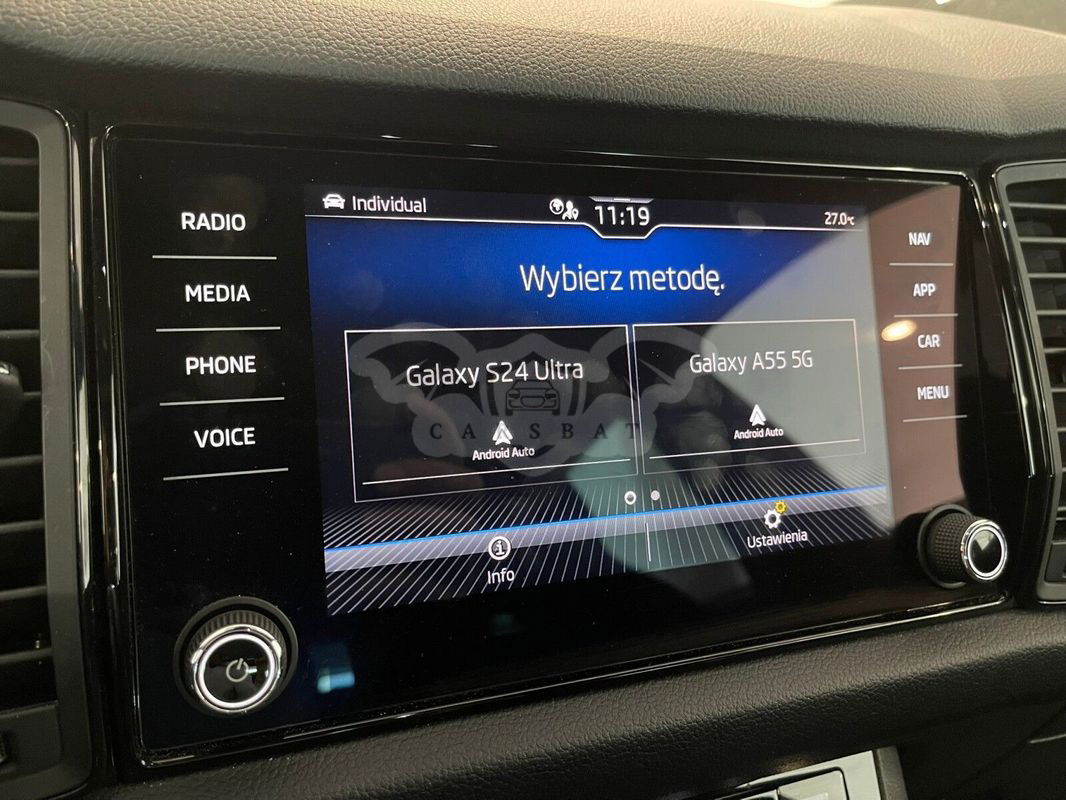 RADIO
MEDIA
PHONE
VOICE
Individual
11:19
27.0°C
Wybierz metodę.
Galaxy S24 Ultra
Android Auto
Galaxy A55 5G
Android Auto
CARSBAT
Info
Ustawienia
NAV
APP
CAR
MENU